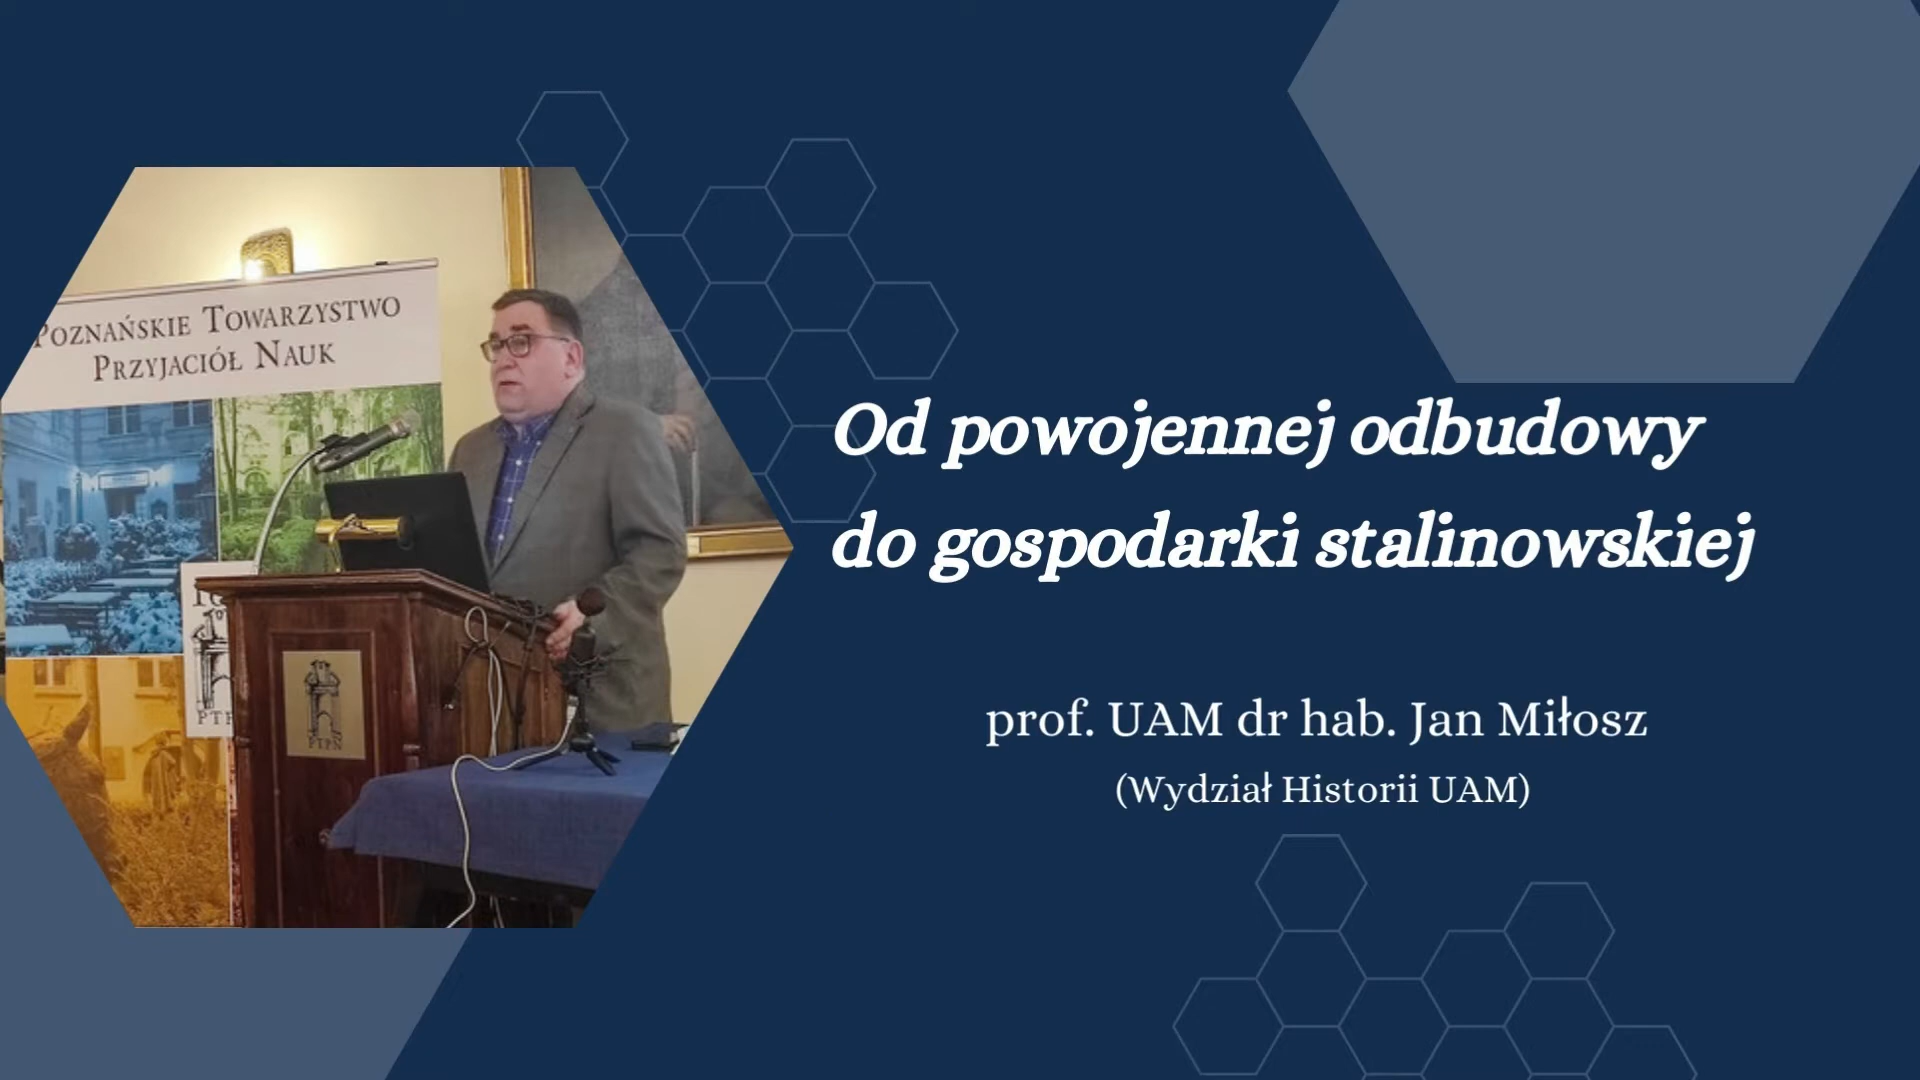 Poznańskie Towarzystwo
Przyjaciół Nauk
PTPN
Od powojennej odbudowy
do gospodarki stalinowskiej
prof. UAM dr hab. Jan Miłosz
(Wydział Historii UAM)